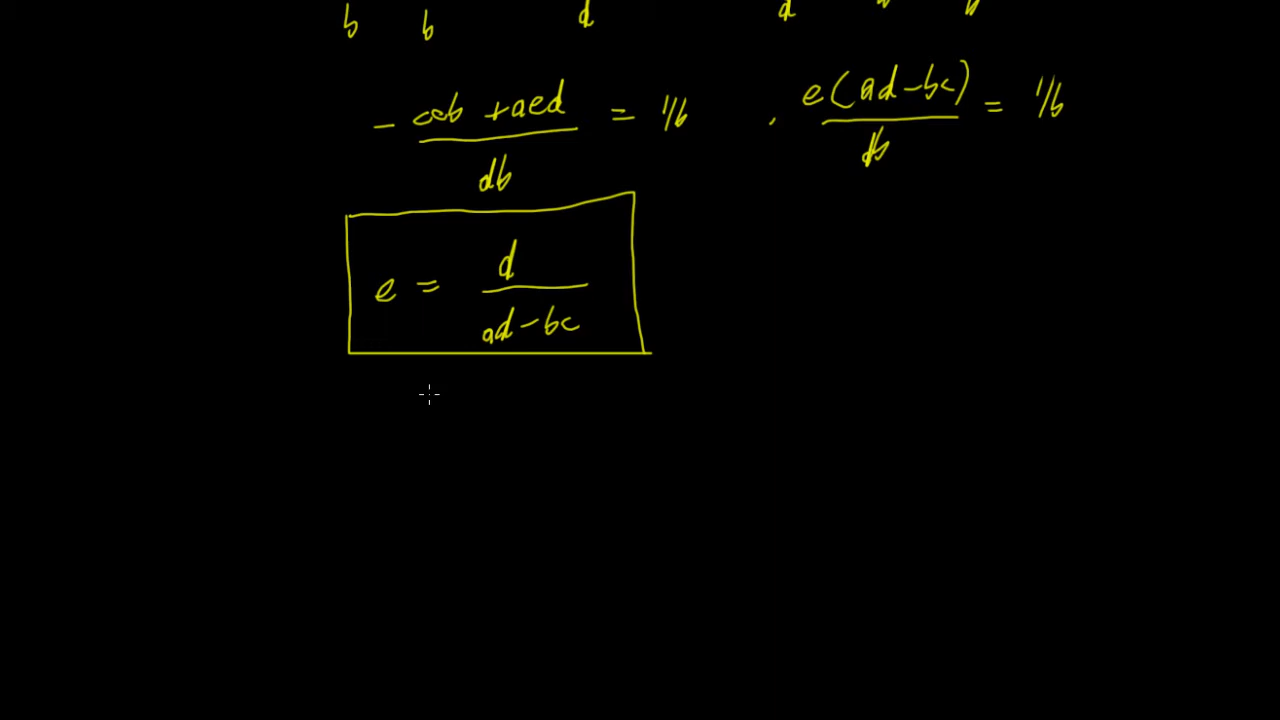 b b d d
- ceb + aed / db = 1/b . e(ad-bc) / db = 1/b
e = d / ad-bc